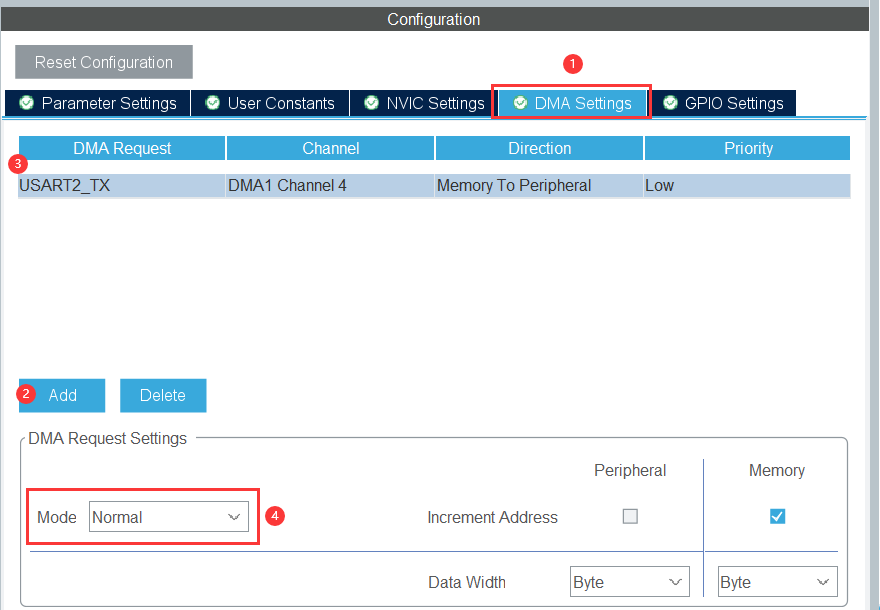 Configuration
Reset Configuration
1
Parameter Settings User Constants NVIC Settings DMA Settings GPIO Settings
DMA Request Channel Direction Priority
3
USART2_TX DMA1 Channel 4 Memory To Peripheral Low
2 Add Delete
DMA Request Settings
Peripheral Memory
Mode Normal 4 Increment Address
Data Width Byte Byte